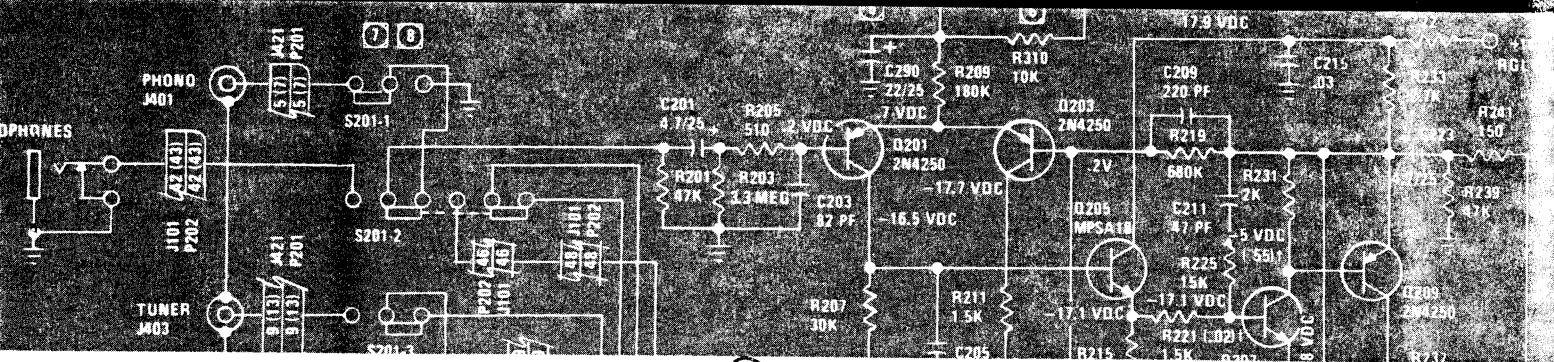 7 8
J421
P201
PHONO
J401
5 (7)
5 (7)
S201-1
42 (43)
42 (43)
J101
P202
S201-2
J421
P201
TUNER
J403
9 (13)
9 (13)
S201-3
46
46
P202
J101
J101
P202
48
48
C201
4.7/25
+
R205
510
R201
47K
R203
3.3 MEG
C203
82 PF
.2 VDC
+
C290
22/25
.7 VDC
R209
180K
R310
10K
Q201
2N4250
Q203
2N4250
-17.7 VDC
-16.5 VDC
R207
30K
R211
1.5K
C205
17.9 VDC
C209
220 PF
R219
680K
.2V
Q205
MPSA18
C211
47 PF
R231
2K
-5 VDC
(.55)†
R225
15K
-17.1 VDC
-17.1 VDC
R221 (.02)†
1.5K
R215
C215
.03
R233
R241
150
R239
47K
Q209
2N4250